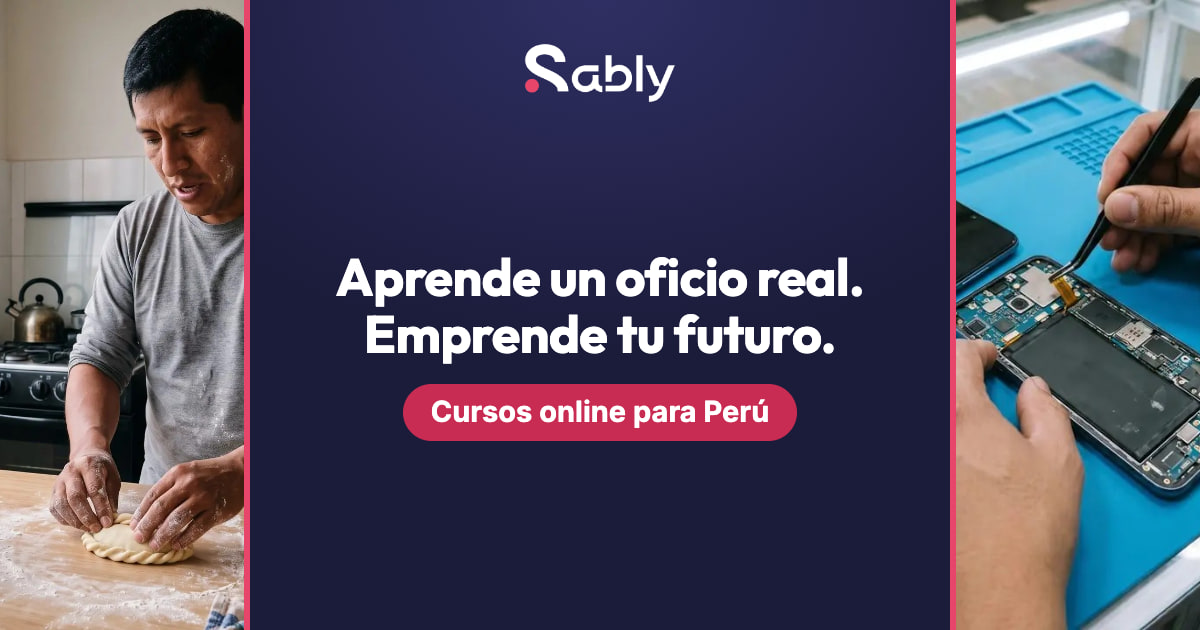 Sably
Aprende un oficio real.
Emprende tu futuro.
Cursos online para Perú